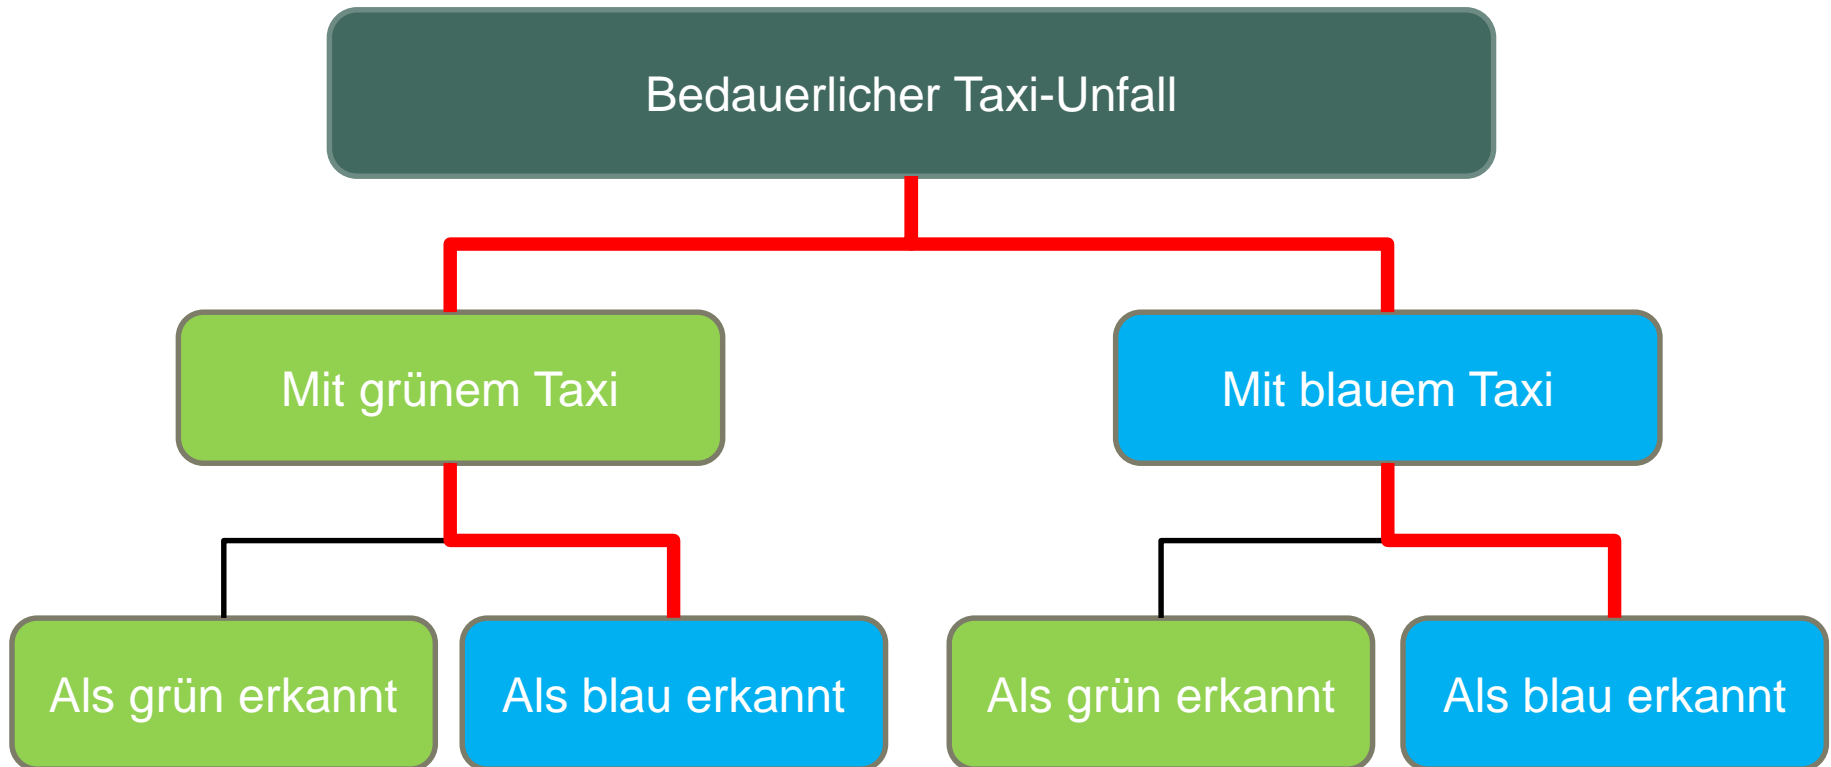 Bedauerlicher Taxi-Unfall
Mit grünem Taxi
Mit blauem Taxi
Als grün erkannt
Als blau erkannt
Als grün erkannt
Als blau erkannt